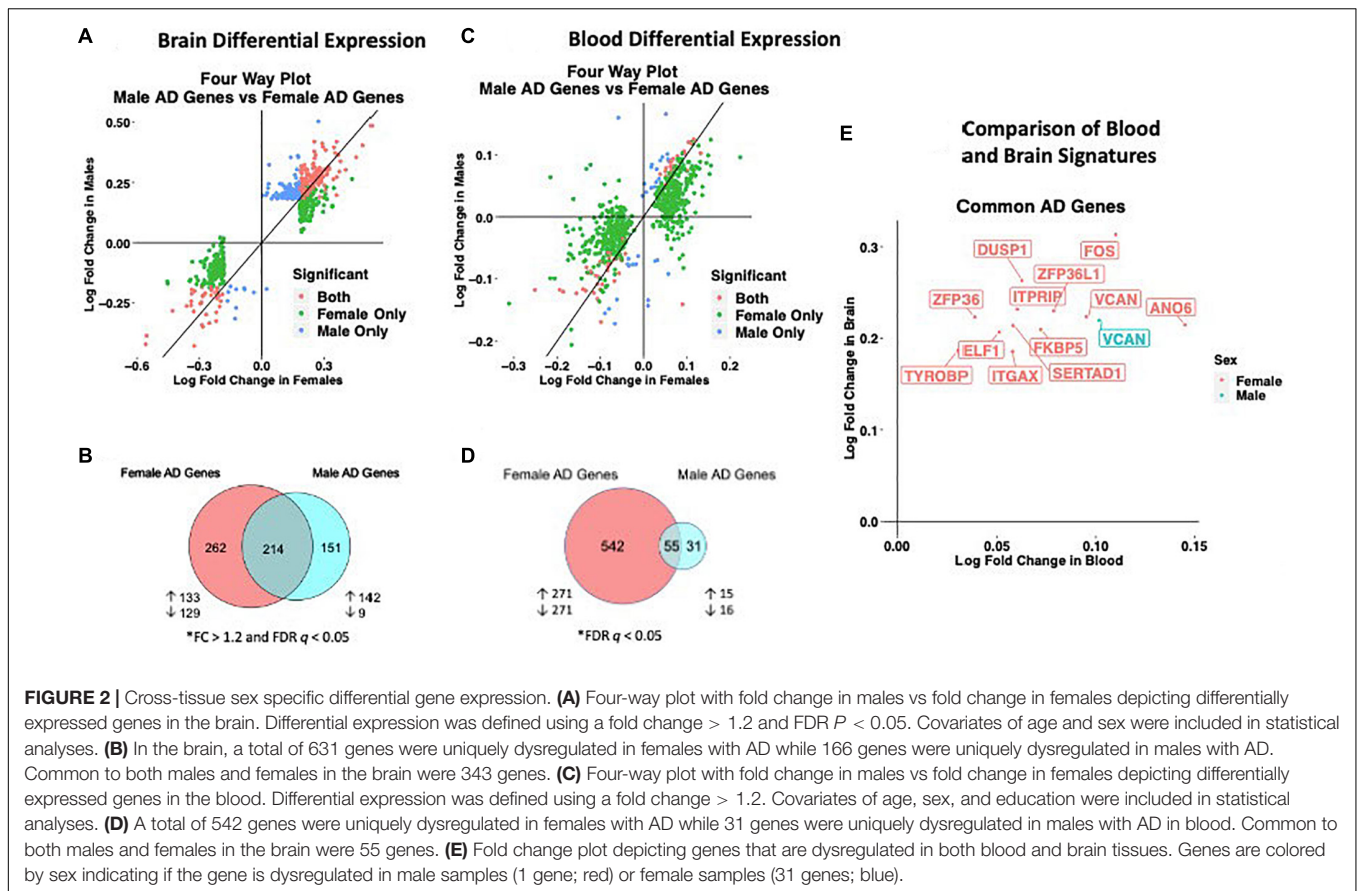 A
Brain Differential Expression
Four Way Plot
Male AD Genes vs Female AD Genes
Log Fold Change in Males
0.50
0.25
0.00
−0.25
−0.6
−0.3
0.0
0.3
Log Fold Change in Females
Significant
Both
Female Only
Male Only
C
Blood Differential Expression
Four Way Plot
Male AD Genes vs Female AD Genes
Log Fold Change in Males
0.1
0.0
−0.1
−0.2
−0.3
−0.2
−0.1
0.0
0.1
0.2
Log Fold Change in Females
Significant
Both
Female Only
Male Only
E
Comparison of Blood
and Brain Signatures
Common AD Genes
Log Fold Change in Brain
0.3
0.2
0.1
0.0
0.00
0.05
0.10
0.15
Log Fold Change in Blood
DUSP1
FOS
ZFP36L1
ZFP36
ITPRIP
VCAN
ANO6
VCAN
ELF1
FKBP5
TYROBP
ITGAX
SERTAD1
Sex
Female
Male
B
Female AD Genes
Male AD Genes
262
214
151
↑ 133
↓ 129
↑ 142
↓ 9
*FC > 1.2 and FDR q < 0.05
D
Female AD Genes
Male AD Genes
542
55
31
↑ 271
↓ 271
↑ 15
↓ 16
*FDR q < 0.05
FIGURE 2 | Cross-tissue sex specific differential gene expression. (A) Four-way plot with fold change in males vs fold change in females depicting differentially
expressed genes in the brain. Differential expression was defined using a fold change > 1.2 and FDR P < 0.05. Covariates of age and sex were included in statistical
analyses. (B) In the brain, a total of 631 genes were uniquely dysregulated in females with AD while 166 genes were uniquely dysregulated in males with AD.
Common to both males and females in the brain were 343 genes. (C) Four-way plot with fold change in males vs fold change in females depicting differentially
expressed genes in the blood. Differential expression was defined using a fold change > 1.2. Covariates of age, sex, and education were included in statistical
analyses. (D) A total of 542 genes were uniquely dysregulated in females with AD while 31 genes were uniquely dysregulated in males with AD in blood. Common to
both males and females in the brain were 55 genes. (E) Fold change plot depicting genes that are dysregulated in both blood and brain tissues. Genes are colored
by sex indicating if the gene is dysregulated in male samples (1 gene; red) or female samples (31 genes; blue).